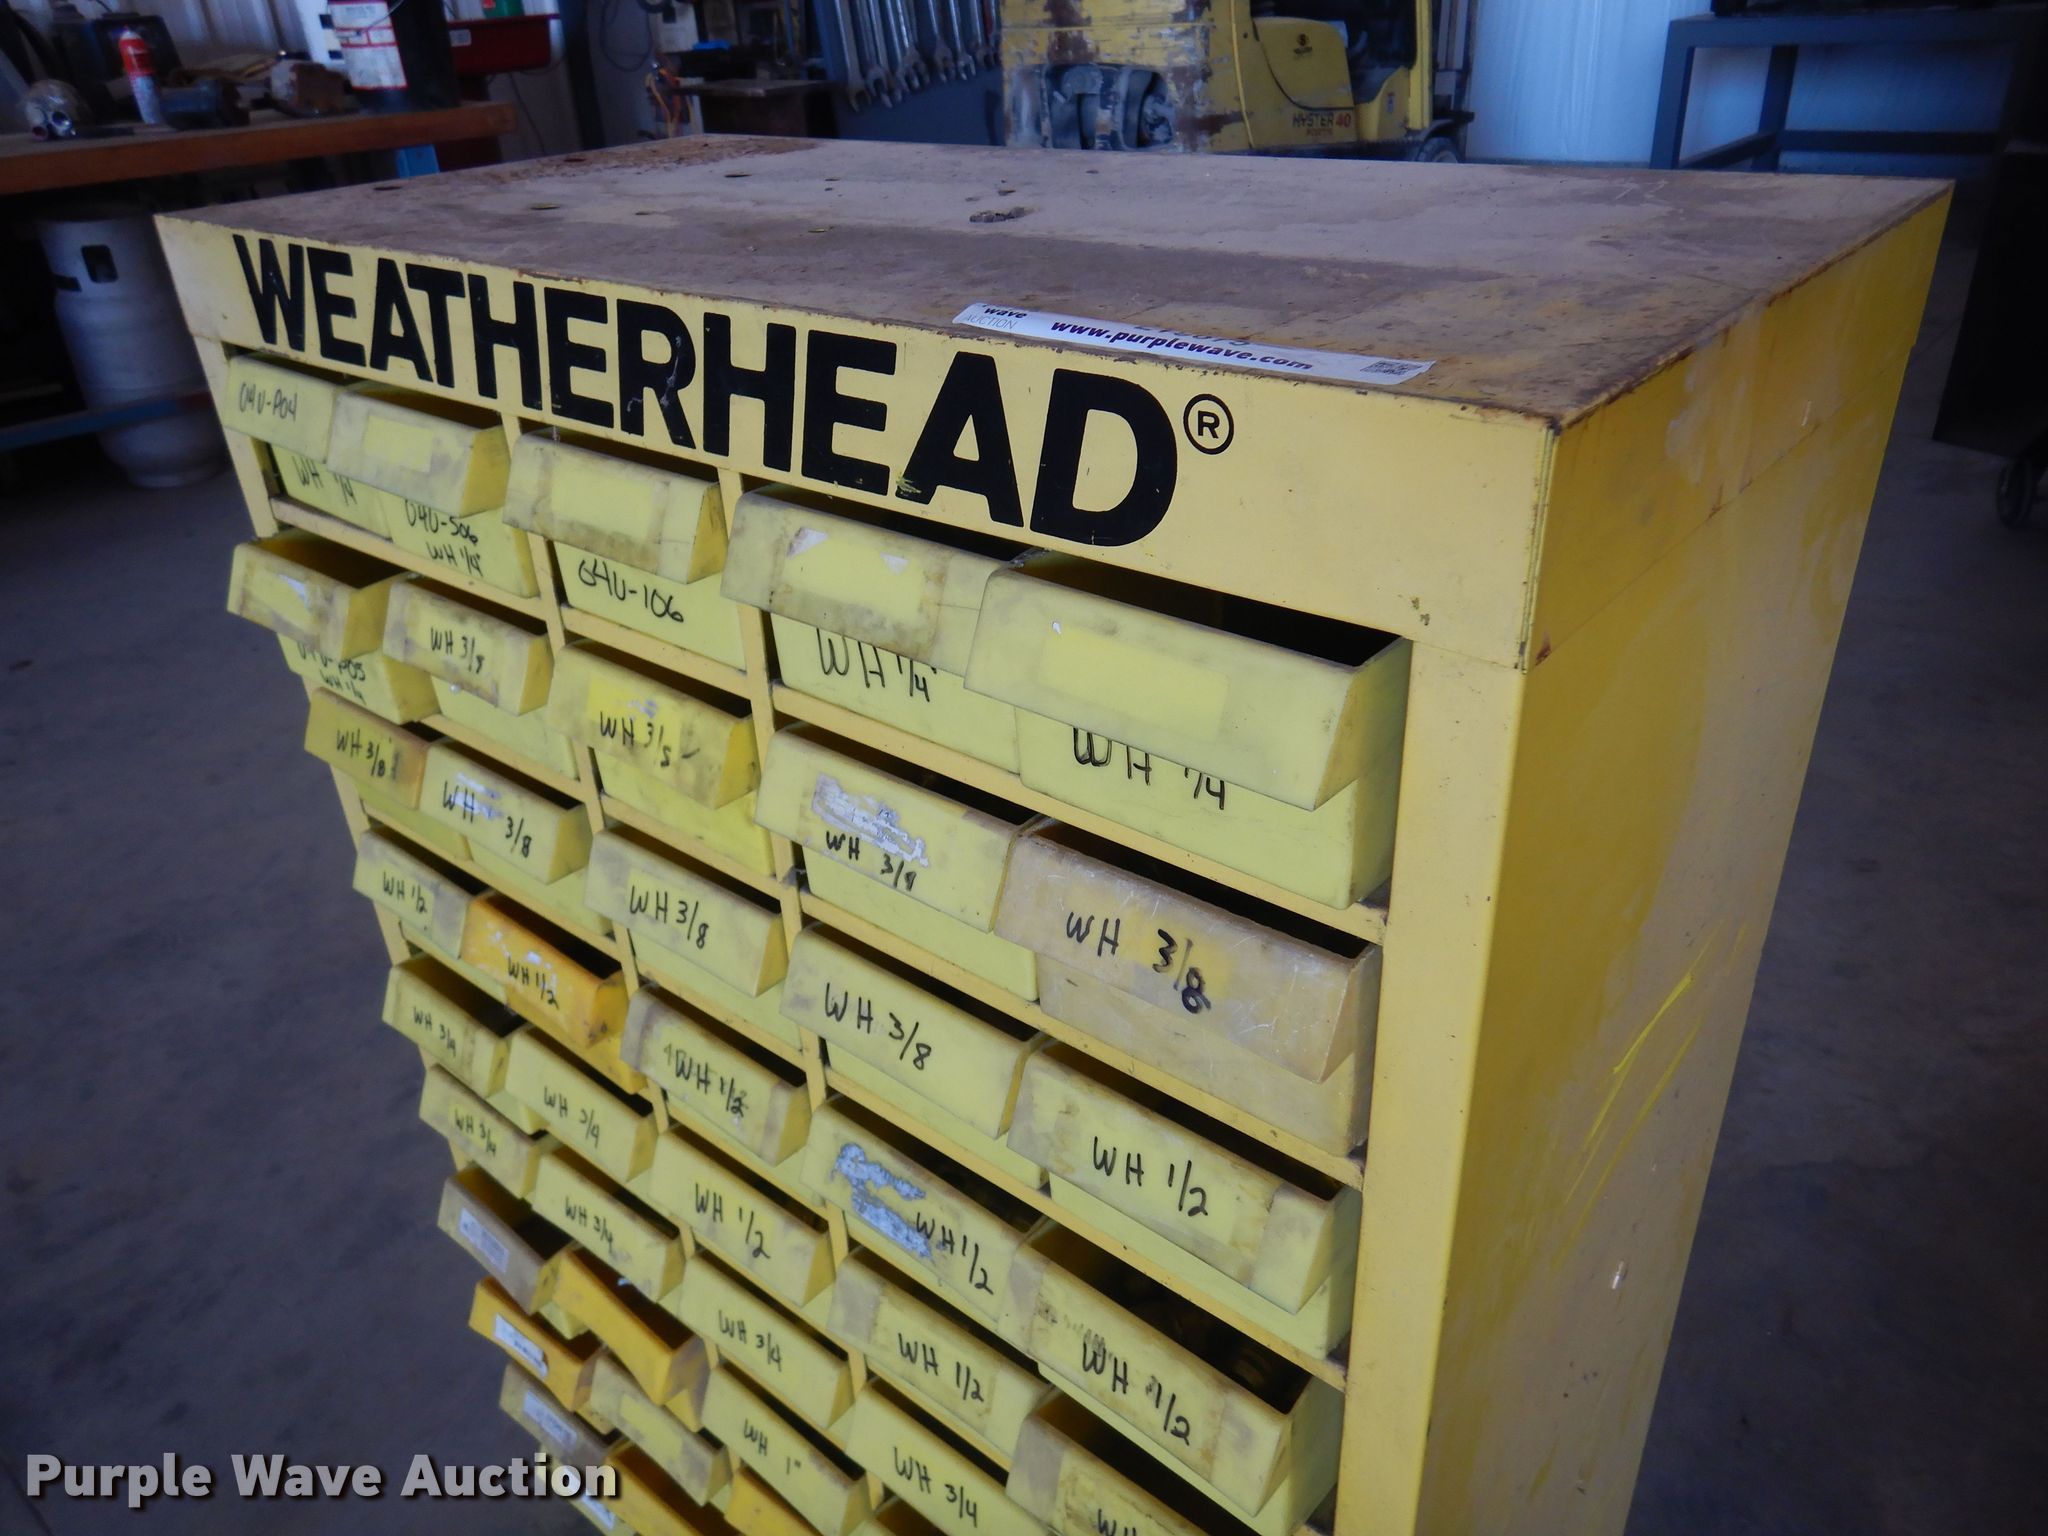 HYSTER 40
WEATHERHEAD®
wave
AUCTION
www.purplewave.com
04U-P04
WH 1/4
04U-506
WH 1/4"
04U-106
WH 1/4"
WH 1/4
WH 1/4
WH 3/8
WH 3/8
WH 3/8
WH 3/8
WH 3/8
WH 3/8
WH 3/8
WH 1/2
WH 1/2
WH 1/2
WH 3/8
WH 1/2
WH 3/4
WH 3/4
WH 1/2
WH 1/2
WH 1/2
WH 3/4
WH 3/4
WH 3/4
WH 1/2
WH 1"
WH 3/4
WH
Purple Wave Auction